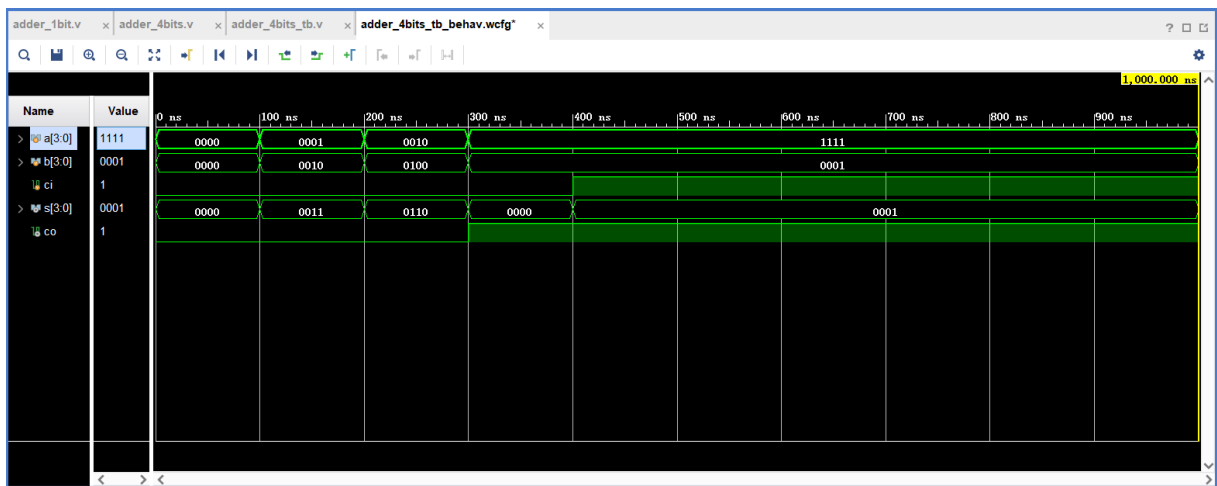 adder_1bit.v × adder_4bits.v × adder_4bits_tb.v × adder_4bits_tb_behav.wcfg* × ?
1,000.000 ns
Name Value 0 ns 100 ns 200 ns 300 ns 400 ns 500 ns 600 ns 700 ns 800 ns 900 ns
> a[3:0] 1111 0000 0001 0010 1111
> b[3:0] 0001 0000 0010 0100 0001
ci 1
> s[3:0] 0001 0000 0011 0110 0000 0001
co 1